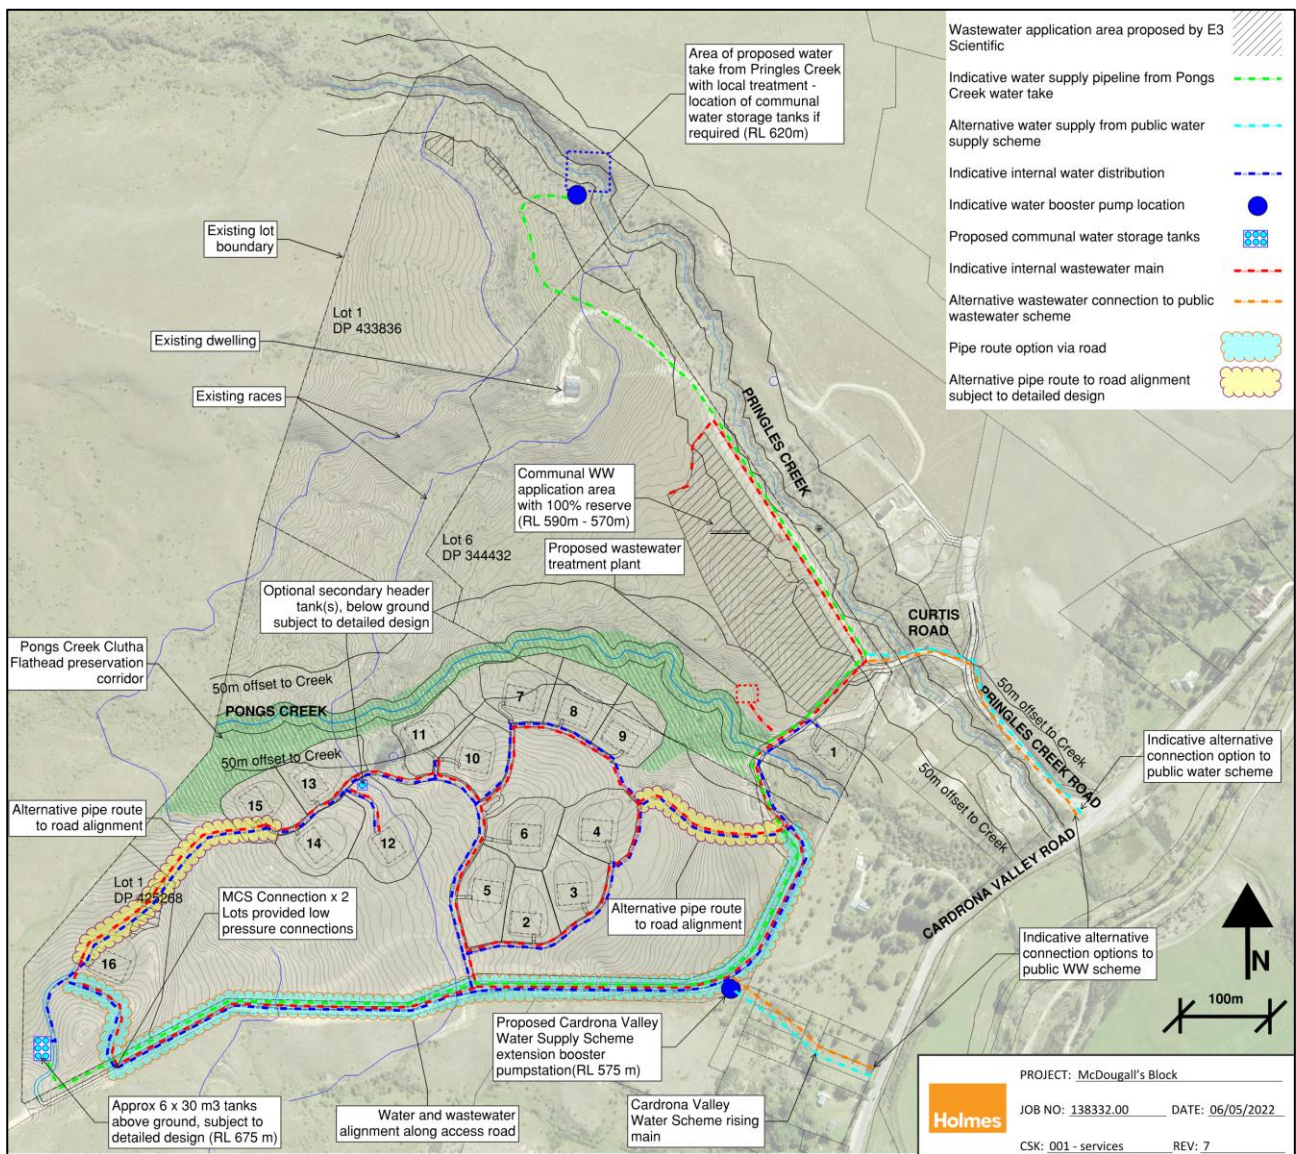 Wastewater application area proposed by E3
Scientific
Indicative water supply pipeline from Pongs
Creek water take
Alternative water supply from public water
supply scheme
Indicative internal water distribution
Indicative water booster pump location
Proposed communal water storage tanks
Indicative internal wastewater main
Alternative wastewater connection to public
wastewater scheme
Pipe route option via road
Alternative pipe route to road alignment
subject to detailed design
Area of proposed water
take from Pringles Creek
with local treatment -
location of communal
water storage tanks if
required (RL 620m)
Existing lot
boundary
Lot 1
DP 433836
Existing dwelling
Existing races
PRINGLES CREEK
Communal WW
application area
with 100% reserve
(RL 590m - 570m)
Lot 6
DP 344432
Proposed wastewater
treatment plant
Optional secondary header
tank(s), below ground
subject to detailed design
CURTIS
ROAD
Pongs Creek Clutha
Flathead preservation
corridor
50m offset to Creek
PONGS CREEK
50m offset to Creek
50m offset to Creek
PRINGLES CREEK ROAD
50m offset to Creek
Indicative alternative
connection option to
public water scheme
7
8
9
11
10
1
13
15
14
12
6
4
5
3
2
16
Alternative pipe route
to road alignment
Lot 1
DP 425268
MCS Connection x 2
Lots provided low
pressure connections
Alternative pipe route
to road alignment
CARDRONA VALLEY ROAD
Indicative alternative
connection options to
public WW scheme
N
100m
Proposed Cardrona Valley
Water Supply Scheme
extension booster
pumpstation(RL 575 m)
Approx 6 x 30 m3 tanks
above ground, subject to
detailed design (RL 675 m)
Water and wastewater
alignment along access road
Cardrona Valley
Water Scheme rising
main
Holmes
PROJECT: McDougall's Block
JOB NO: 138332.00 DATE: 06/05/2022
CSK: 001 - services REV: 7